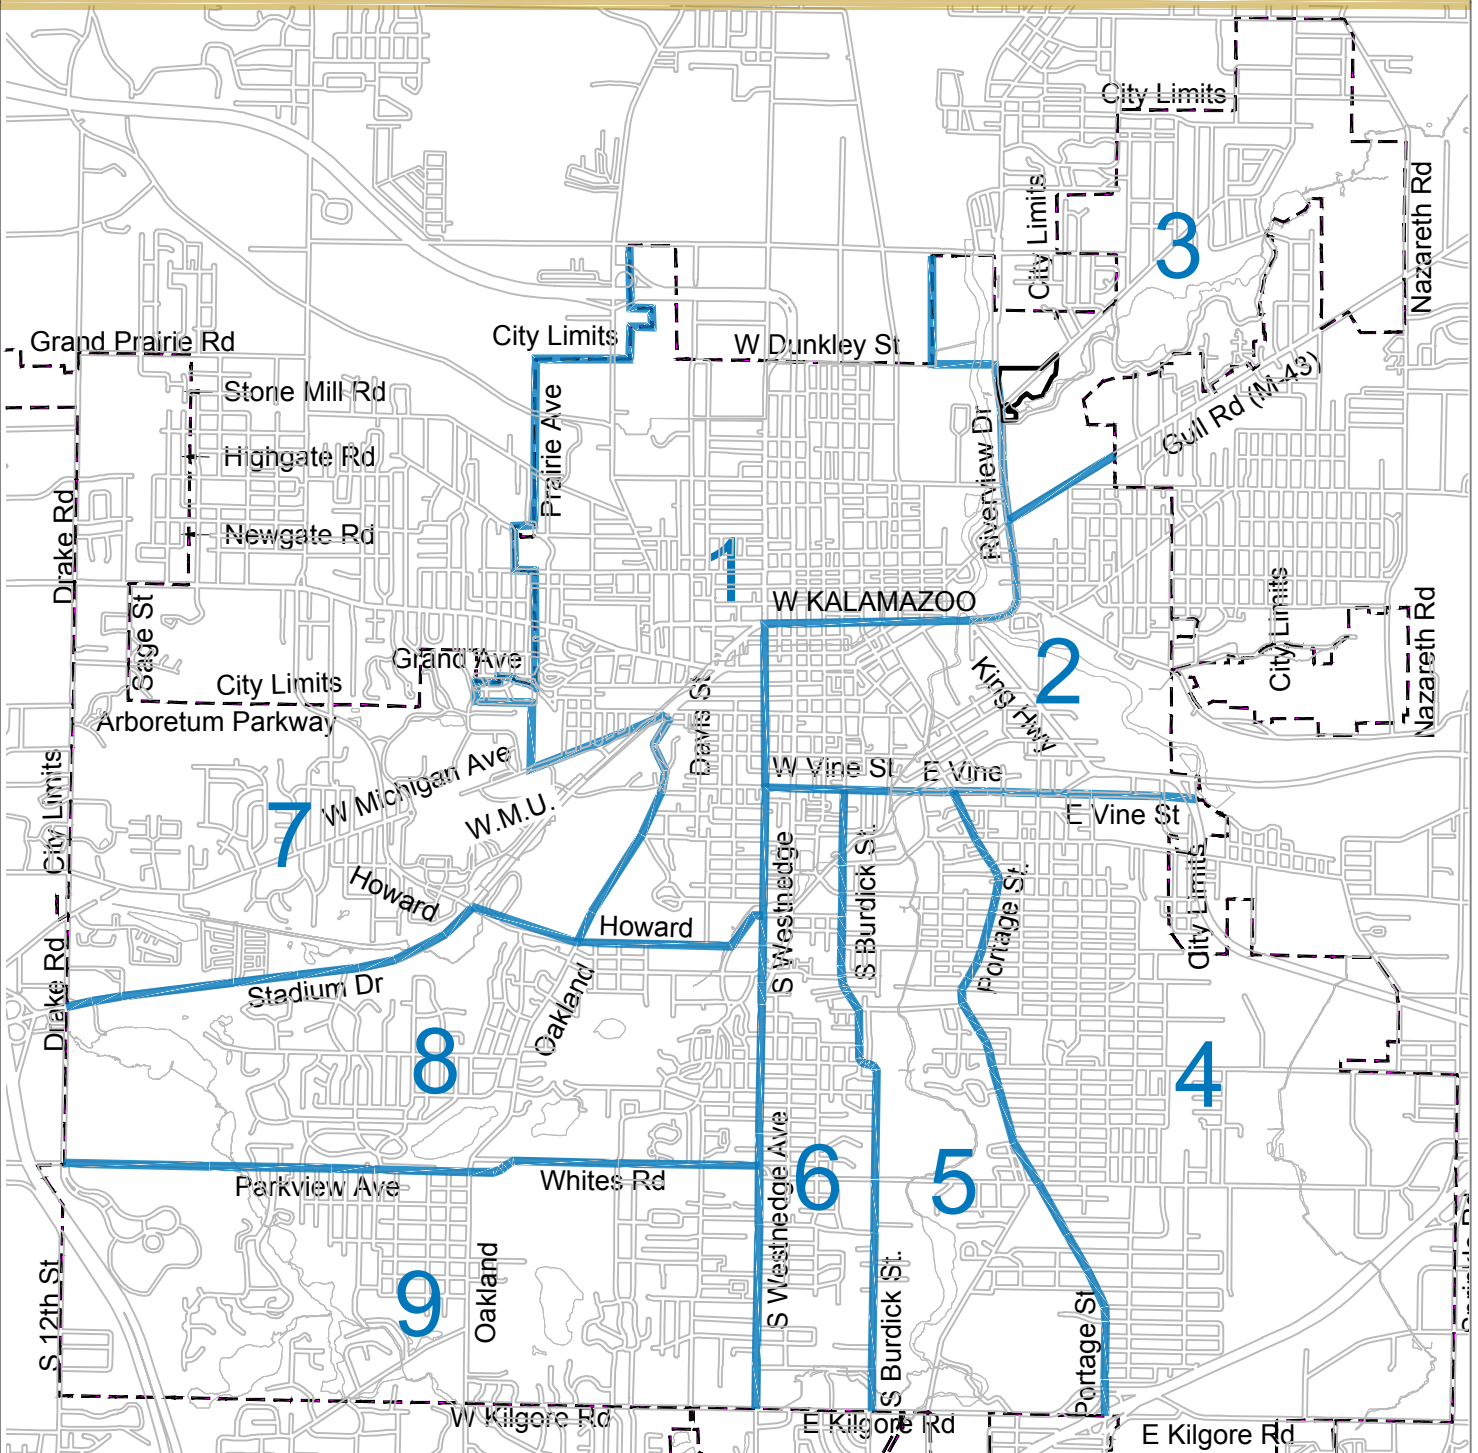 City Limits
City Limits
3
Nazareth Rd
City Limits
W Dunkley St
Grand Prairie Rd
Stone Mill Rd
Gull Rd (M-43)
Prairie Ave
Riverview Dr
Highgate Rd
Drake Rd
Newgate Rd
1
W KALAMAZOO
Sage St
City Limits
Nazareth Rd
Grand Ave
2
King Hwy
City Limits
Arboretum Parkway
Davis St
W Michigan Ave
W Vine St
E Vine
City Limits
E Vine St
W.M.U.
7
Howard
S Westnedge
S Burdick St.
Portage St.
City Limits
Howard
Drake Rd
Stadium Dr
Oakland
8
4
S Westnedge Ave
6
5
Parkview Ave
Whites Rd
9
Oakland
S 12th St
S Burdick St.
Portage St
W Kilgore Rd
E Kilgore Rd
E Kilgore Rd